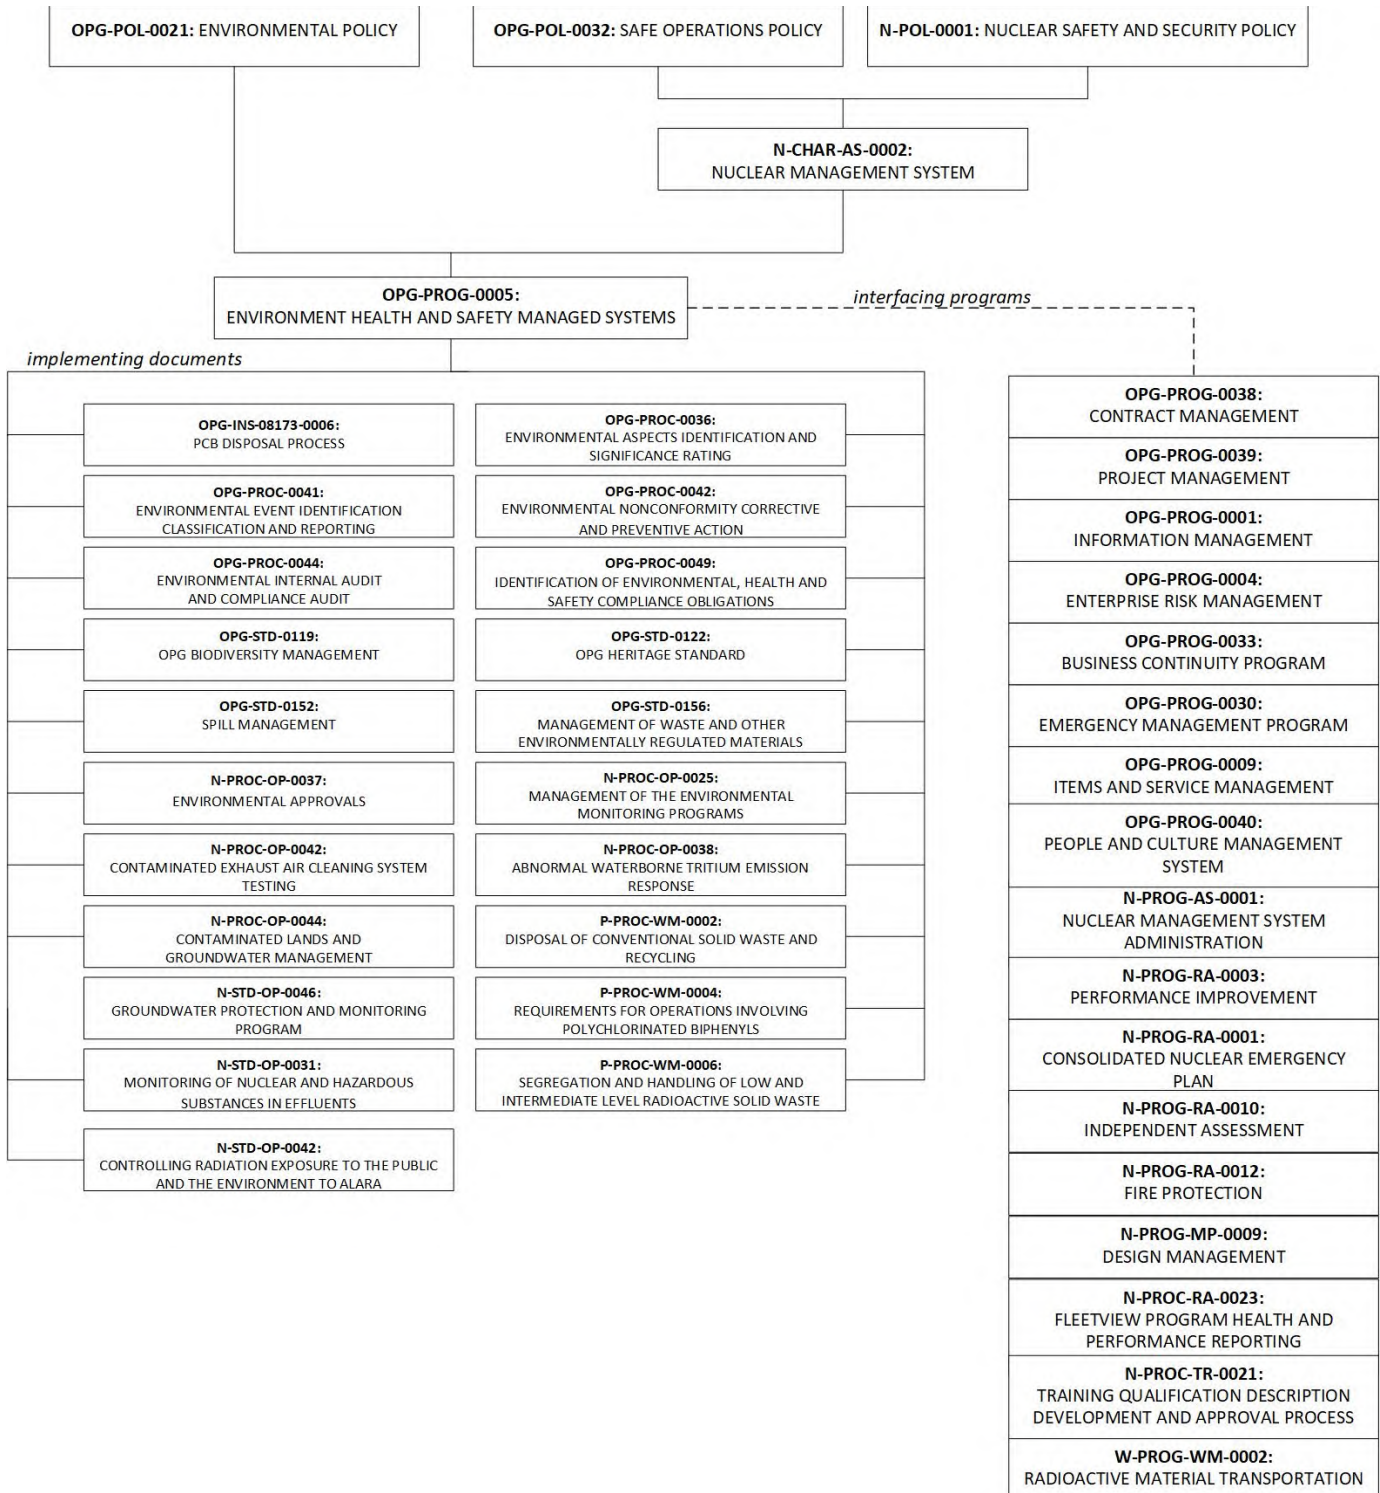 OPG-POL-0021: ENVIRONMENTAL POLICY
OPG-POL-0032: SAFE OPERATIONS POLICY
N-POL-0001: NUCLEAR SAFETY AND SECURITY POLICY
N-CHAR-AS-0002:
NUCLEAR MANAGEMENT SYSTEM
OPG-PROG-0005:
ENVIRONMENT HEALTH AND SAFETY MANAGED SYSTEMS
interfacing programs
implementing documents
OPG-INS-08173-0006:
PCB DISPOSAL PROCESS
OPG-PROC-0036:
ENVIRONMENTAL ASPECTS IDENTIFICATION AND
SIGNIFICANCE RATING
OPG-PROC-0041:
ENVIRONMENTAL EVENT IDENTIFICATION
CLASSIFICATION AND REPORTING
OPG-PROC-0042:
ENVIRONMENTAL NONCONFORMITY CORRECTIVE
AND PREVENTIVE ACTION
OPG-PROC-0044:
ENVIRONMENTAL INTERNAL AUDIT
AND COMPLIANCE AUDIT
OPG-PROC-0049:
IDENTIFICATION OF ENVIRONMENTAL, HEALTH AND
SAFETY COMPLIANCE OBLIGATIONS
OPG-STD-0119:
OPG BIODIVERSITY MANAGEMENT
OPG-STD-0122:
OPG HERITAGE STANDARD
OPG-STD-0152:
SPILL MANAGEMENT
OPG-STD-0156:
MANAGEMENT OF WASTE AND OTHER
ENVIRONMENTALLY REGULATED MATERIALS
N-PROC-OP-0037:
ENVIRONMENTAL APPROVALS
N-PROC-OP-0025:
MANAGEMENT OF THE ENVIRONMENTAL
MONITORING PROGRAMS
N-PROC-OP-0042:
CONTAMINATED EXHAUST AIR CLEANING SYSTEM
TESTING
N-PROC-OP-0038:
ABNORMAL WATERBORNE TRITIUM EMISSION
RESPONSE
N-PROC-OP-0044:
CONTAMINATED LANDS AND
GROUNDWATER MANAGEMENT
P-PROC-WM-0002:
DISPOSAL OF CONVENTIONAL SOLID WASTE AND
RECYCLING
N-STD-OP-0046:
GROUNDWATER PROTECTION AND MONITORING
PROGRAM
P-PROC-WM-0004:
REQUIREMENTS FOR OPERATIONS INVOLVING
POLYCHLORINATED BIPHENYLS
N-STD-OP-0031:
MONITORING OF NUCLEAR AND HAZARDOUS
SUBSTANCES IN EFFLUENTS
P-PROC-WM-0006:
SEGREGATION AND HANDLING OF LOW AND
INTERMEDIATE LEVEL RADIOACTIVE SOLID WASTE
N-STD-OP-0042:
CONTROLLING RADIATION EXPOSURE TO THE PUBLIC
AND THE ENVIRONMENT TO ALARA
OPG-PROG-0038:
CONTRACT MANAGEMENT
OPG-PROG-0039:
PROJECT MANAGEMENT
OPG-PROG-0001:
INFORMATION MANAGEMENT
OPG-PROG-0004:
ENTERPRISE RISK MANAGEMENT
OPG-PROG-0033:
BUSINESS CONTINUITY PROGRAM
OPG-PROG-0030:
EMERGENCY MANAGEMENT PROGRAM
OPG-PROG-0009:
ITEMS AND SERVICE MANAGEMENT
OPG-PROG-0040:
PEOPLE AND CULTURE MANAGEMENT
SYSTEM
N-PROG-AS-0001:
NUCLEAR MANAGEMENT SYSTEM
ADMINISTRATION
N-PROG-RA-0003:
PERFORMANCE IMPROVEMENT
N-PROG-RA-0001:
CONSOLIDATED NUCLEAR EMERGENCY
PLAN
N-PROG-RA-0010:
INDEPENDENT ASSESSMENT
N-PROG-RA-0012:
FIRE PROTECTION
N-PROG-MP-0009:
DESIGN MANAGEMENT
N-PROC-RA-0023:
FLEETVIEW PROGRAM HEALTH AND
PERFORMANCE REPORTING
N-PROC-TR-0021:
TRAINING QUALIFICATION DESCRIPTION
DEVELOPMENT AND APPROVAL PROCESS
W-PROG-WM-0002:
RADIOACTIVE MATERIAL TRANSPORTATION